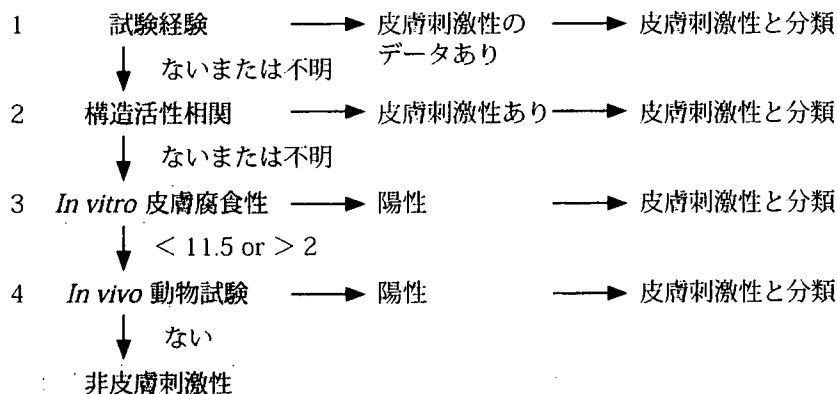 1 試験経験 → 皮膚刺激性の → 皮膚刺激性と分類
データあり
ないまたは不明
2 構造活性相関 → 皮膚刺激性あり → 皮膚刺激性と分類
ないまたは不明
3 In vitro 皮膚腐食性 → 陽性 → 皮膚刺激性と分類
< 11.5 or > 2
4 In vivo 動物試験 → 陽性 → 皮膚刺激性と分類
ない
非皮膚刺激性